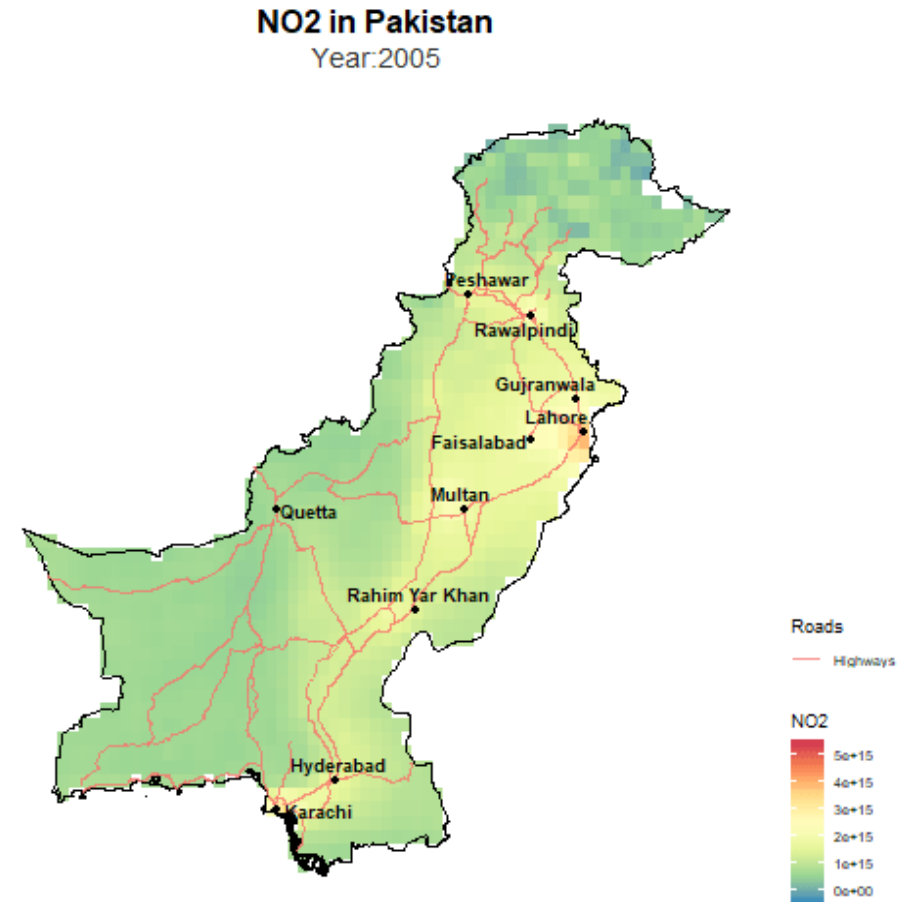 NO2 in Pakistan
Year:2005
Peshawar
Rawalpindi
Gujranwala
Lahore
Faisalabad
Multan
Quetta
Rahim Yar Khan
Hyderabad
Karachi
Roads
Highways
NO2
5e+15
4e+15
3e+15
2e+15
1e+15
0e+00